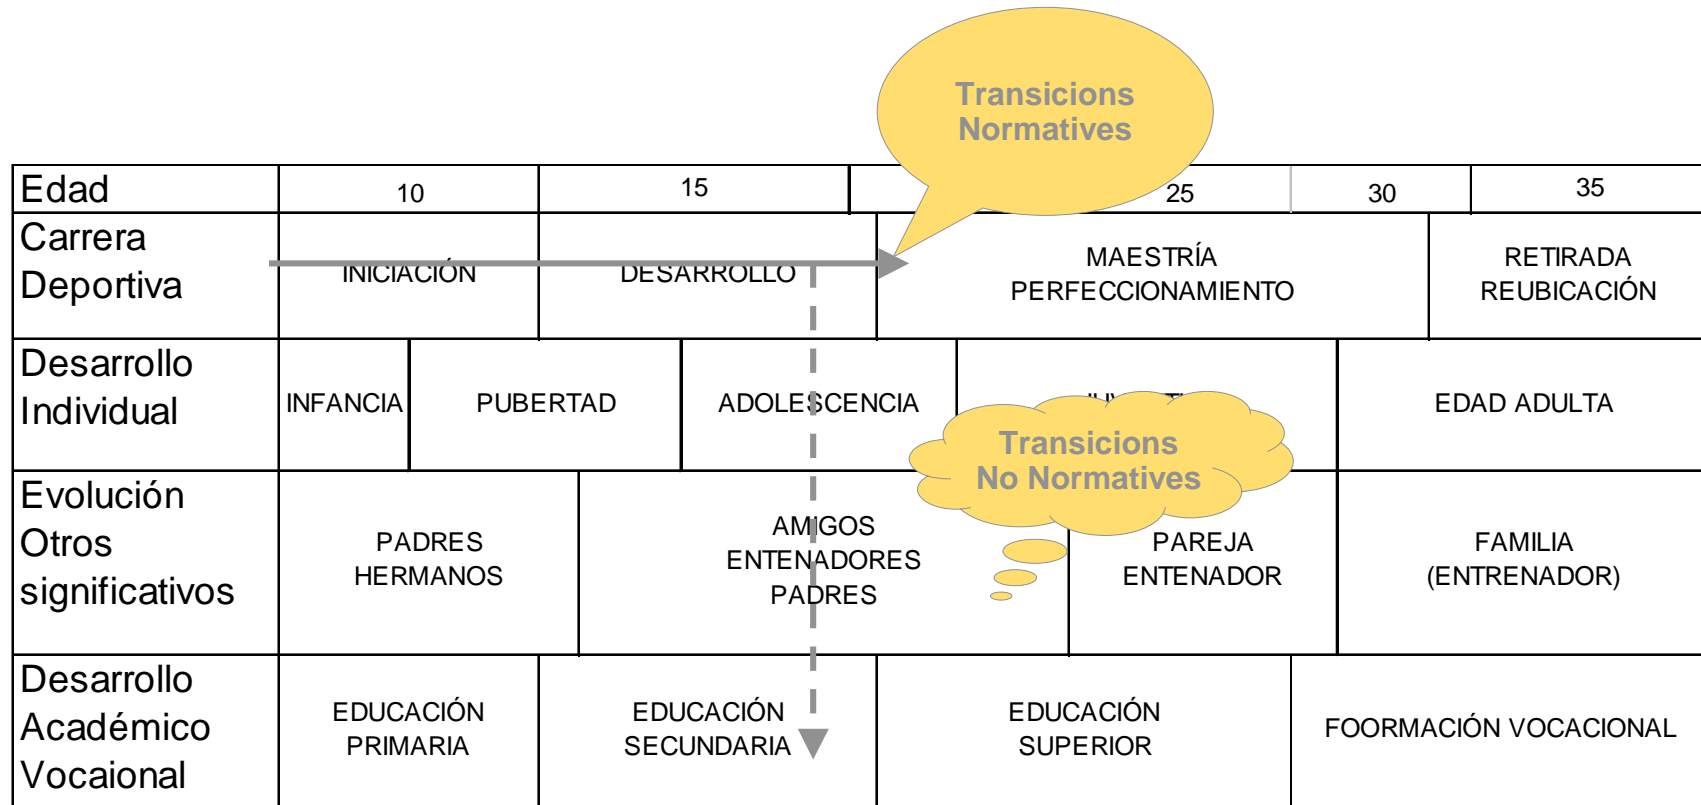 Transicions
Normatives
Edad
10
15
25
30
35
Carrera
Deportiva
INICIACIÓN
DESARROLLO
MAESTRÍA
PERFECCIONAMIENTO
RETIRADA
REUBICACIÓN
Desarrollo
Individual
INFANCIA
PUBERTAD
ADOLESCENCIA
EDAD ADULTA
Transicions
No Normatives
Evolución
Otros
significativos
PADRES
HERMANOS
AMIGOS
ENTENADORES
PADRES
PAREJA
ENTENADOR
FAMILIA
(ENTRENADOR)
Desarrollo
Académico
Vocaional
EDUCACIÓN
PRIMARIA
EDUCACIÓN
SECUNDARIA
EDUCACIÓN
SUPERIOR
FOORMACIÓN VOCACIONAL